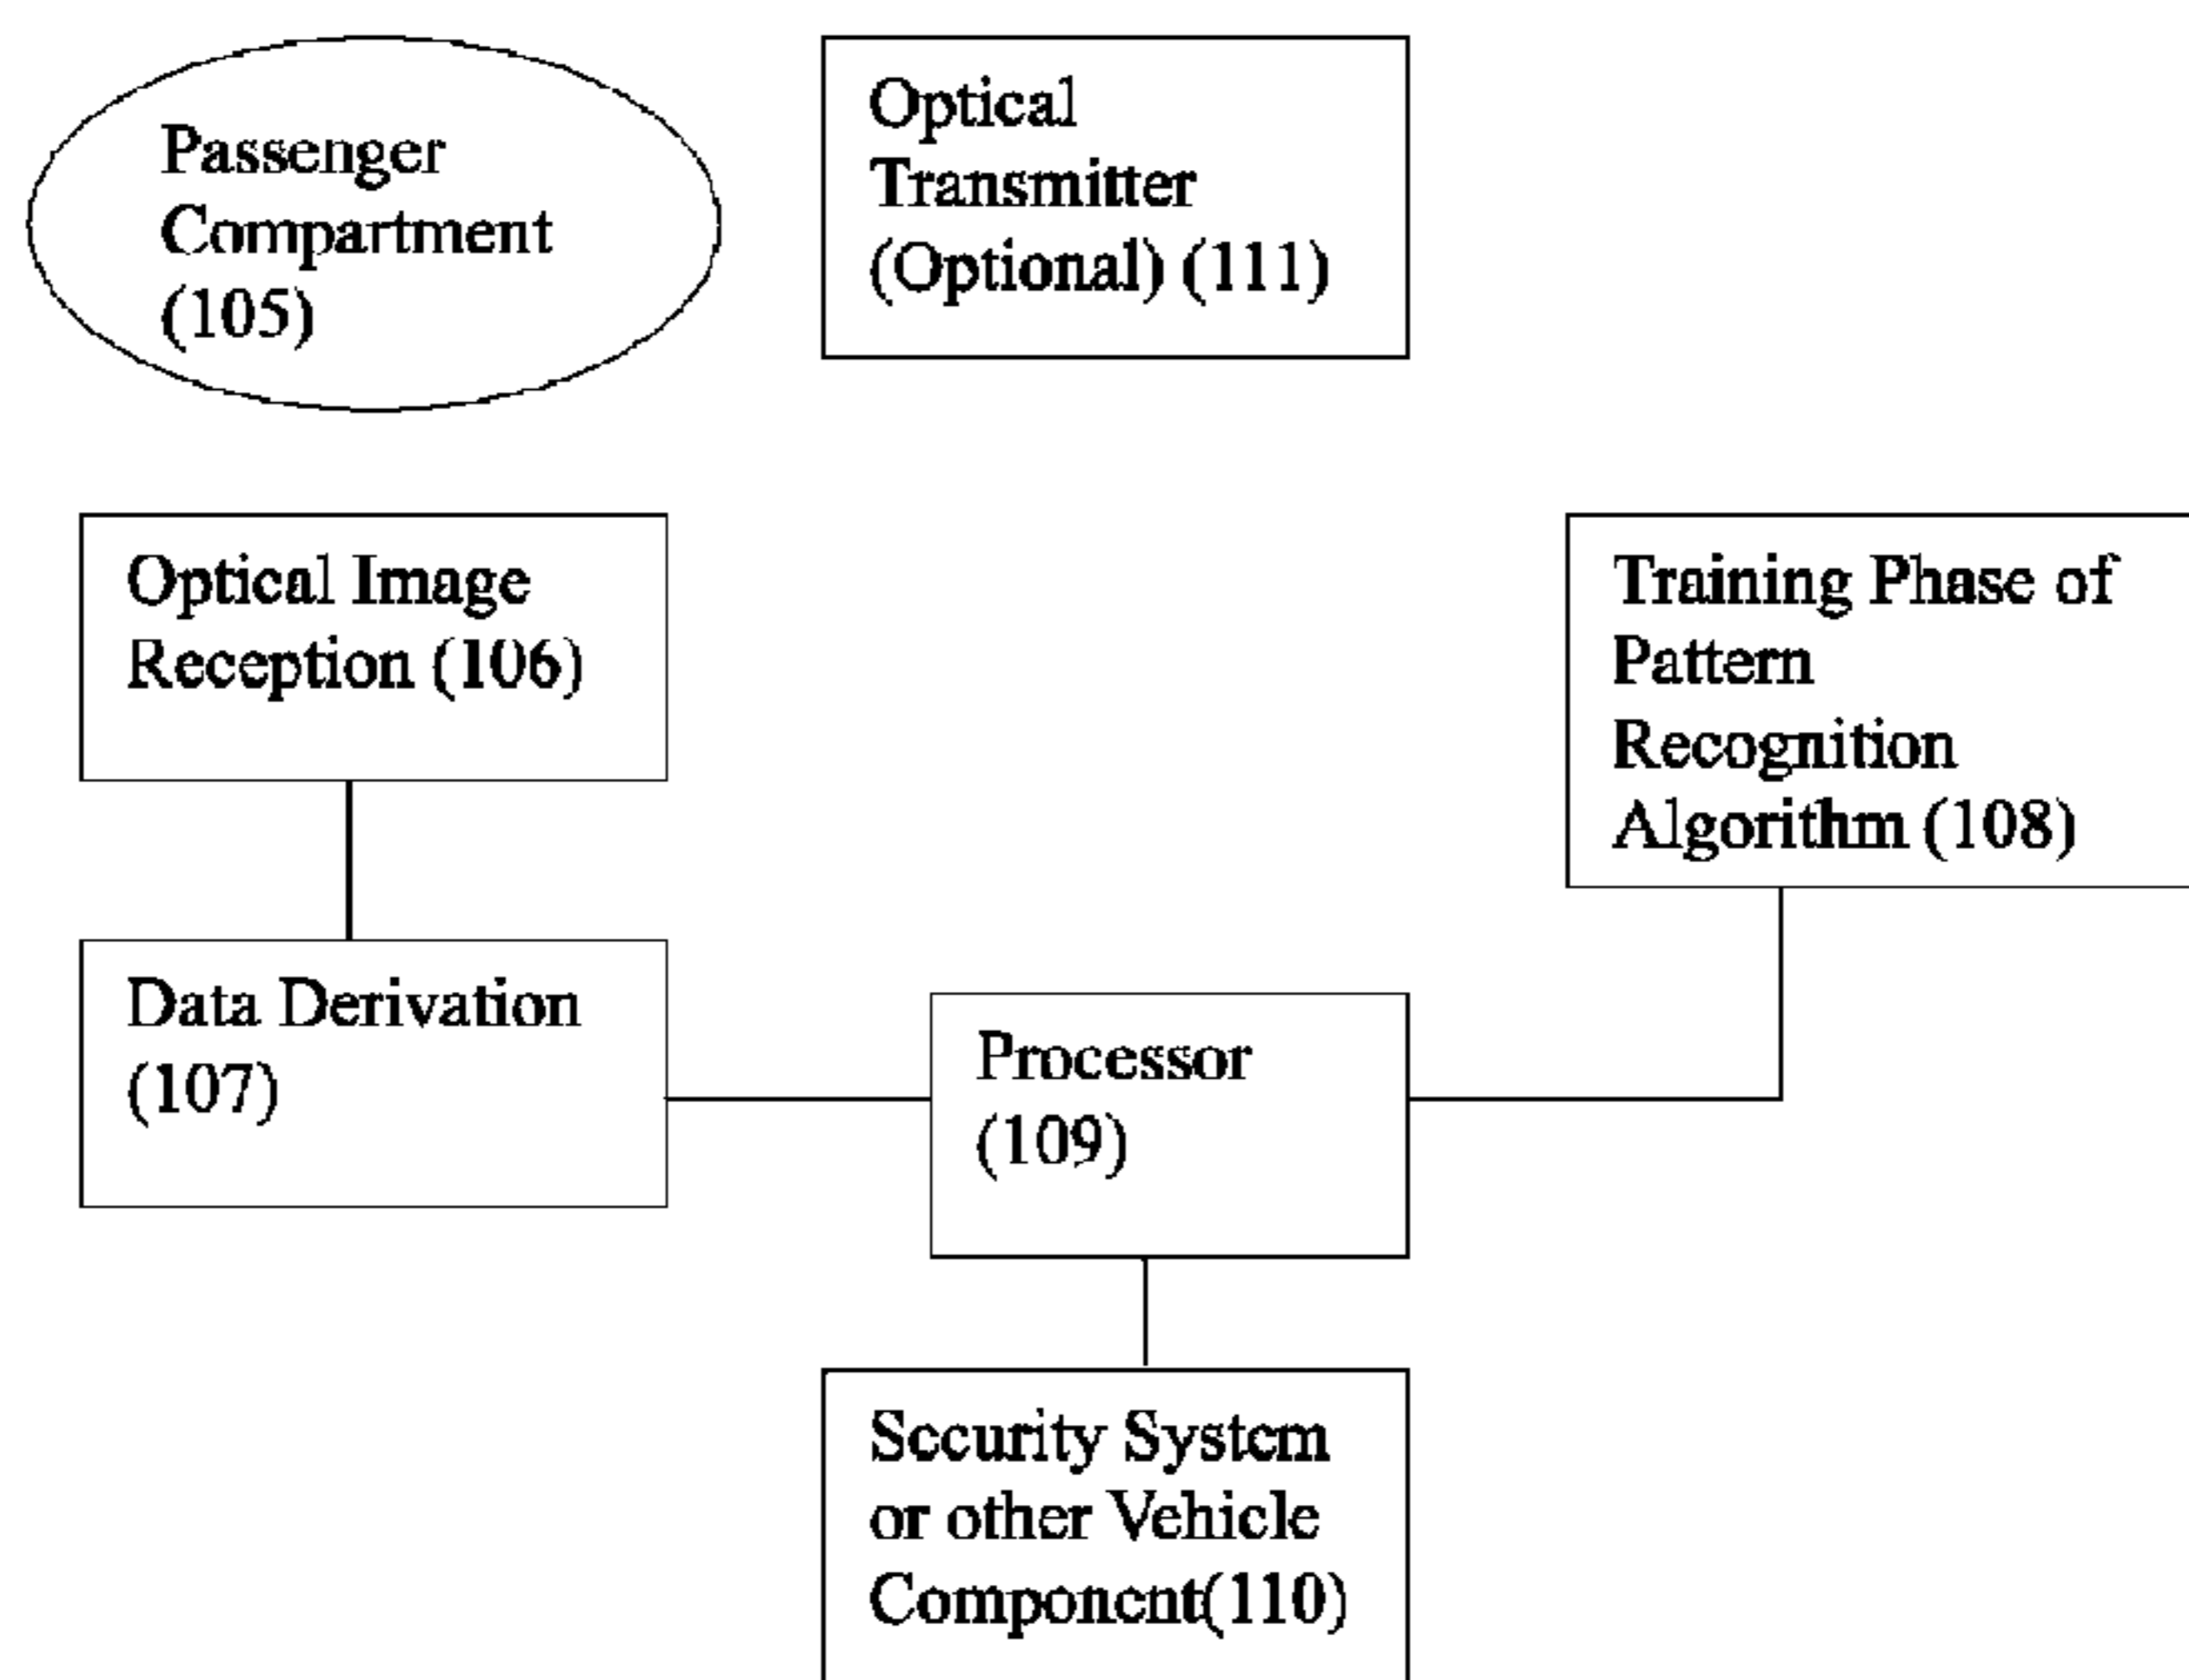 Passenger
Compartment
(105)
Optical
Transmitter
(Optional) (111)
Optical Image
Reception (106)
Training Phase of
Pattern
Recognition
Algorithm (108)
Data Derivation
(107)
Processor
(109)
Security System
or other Vehicle
Component(110)